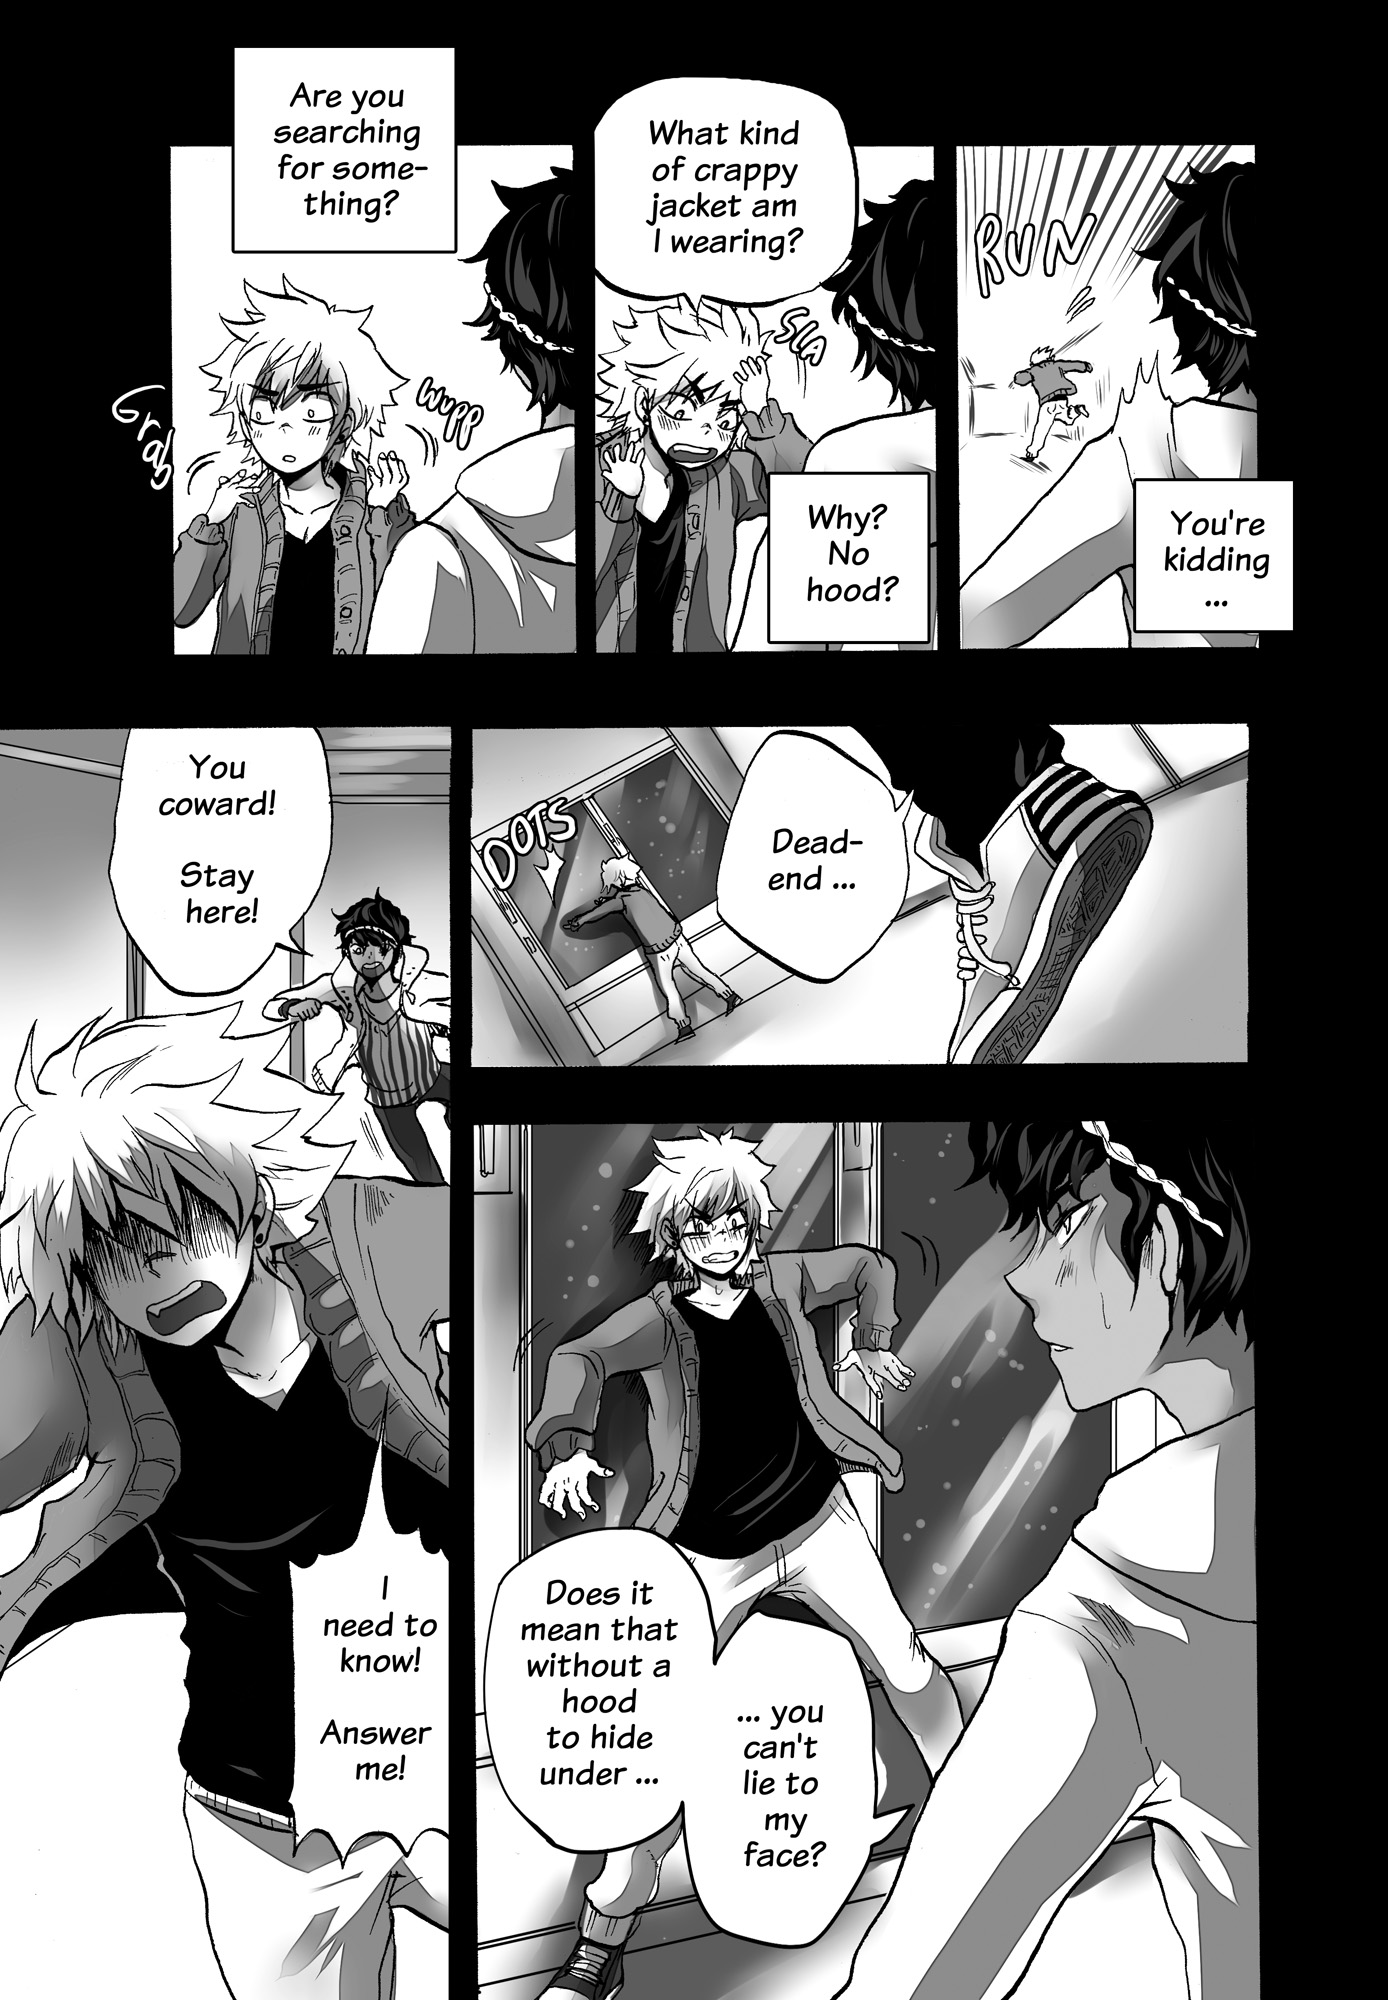 Are you
searching
for some-
thing?
Grab
WUPP
What kind
of crappy
jacket am
I wearing?
SLA
Why?
No
hood?
RUN
You're
kidding
...
You
coward!
Stay
here!
I
need to
know!
Answer
me!
DOTS
Dead-
end ...
Does it
mean that
without a
hood
to hide
under ...
... you
can't
lie to
my
face?